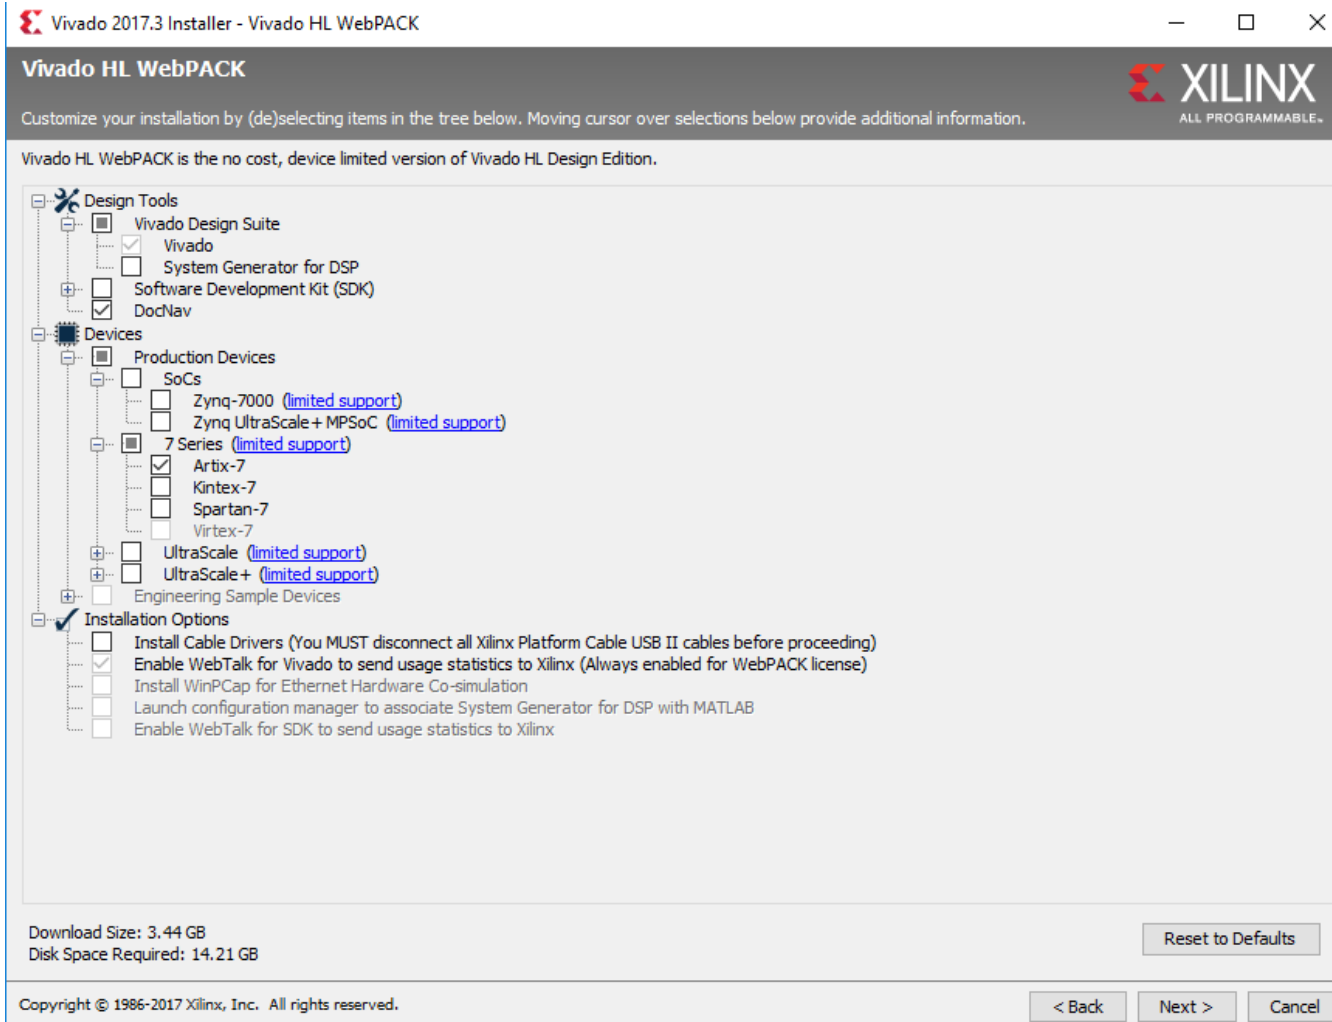 Vivado 2017.3 Installer - Vivado HL WebPACK
Vivado HL WebPACK
XILINX
ALL PROGRAMMABLE™
Customize your installation by (de)selecting items in the tree below. Moving cursor over selections below provide additional information.
Vivado HL WebPACK is the no cost, device limited version of Vivado HL Design Edition.
Design Tools
Vivado Design Suite
Vivado
System Generator for DSP
Software Development Kit (SDK)
DocNav
Devices
Production Devices
SoCs
Zynq-7000 (limited support)
Zynq UltraScale+ MPSoC (limited support)
7 Series (limited support)
Artix-7
Kintex-7
Spartan-7
Virtex-7
UltraScale (limited support)
UltraScale+ (limited support)
Engineering Sample Devices
Installation Options
Install Cable Drivers (You MUST disconnect all Xilinx Platform Cable USB II cables before proceeding)
Enable WebTalk for Vivado to send usage statistics to Xilinx (Always enabled for WebPACK license)
Install WinPCap for Ethernet Hardware Co-simulation
Launch configuration manager to associate System Generator for DSP with MATLAB
Enable WebTalk for SDK to send usage statistics to Xilinx
Download Size: 3.44 GB
Disk Space Required: 14.21 GB
Reset to Defaults
Copyright © 1986-2017 Xilinx, Inc. All rights reserved.
< Back
Next >
Cancel